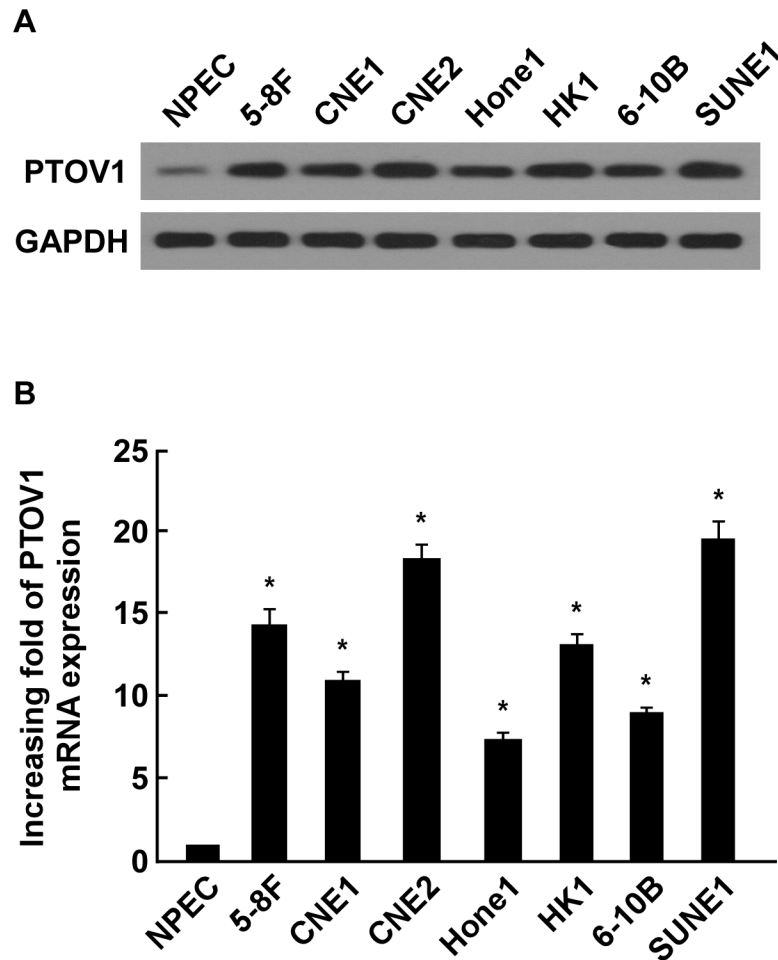 A
NPEC 5-8F CNE1 CNE2 Hone1 HK1 6-10B SUNE1
PTOV1
GAPDH
B
Increasing fold of PTOV1
mRNA expression
25
20
15
10
5
0
* * * * * * *
NPEC 5-8F CNE1 CNE2 Hone1 HK1 6-10B SUNE1